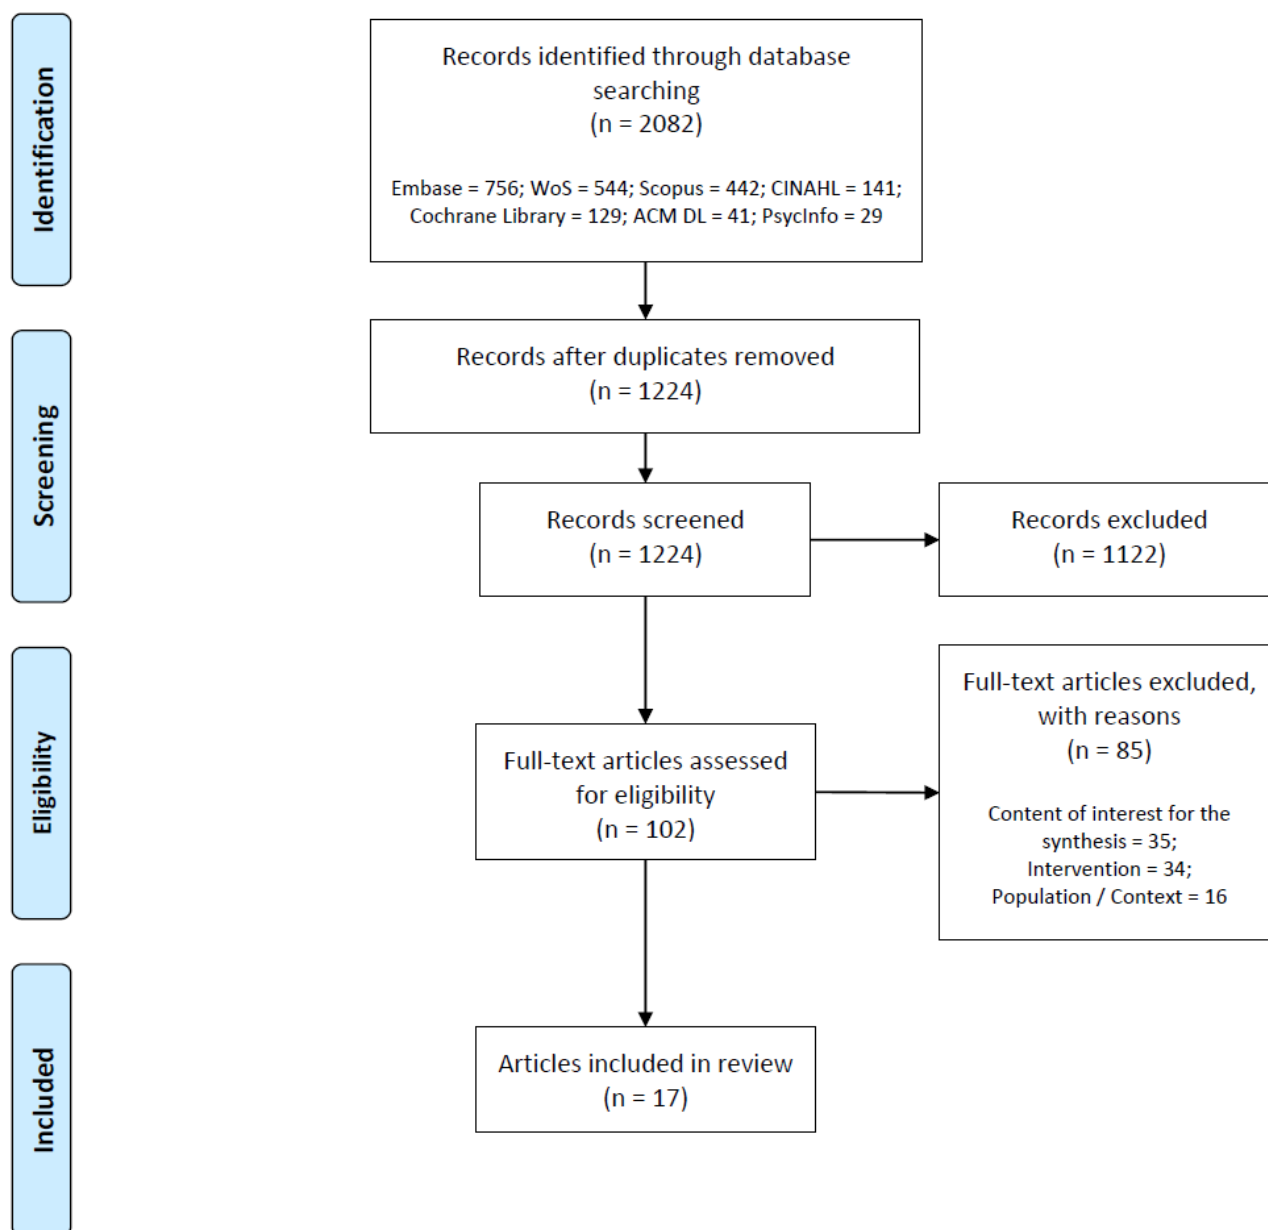 Identification
Records identified through database
searching
(n = 2082)
Embase = 756; WoS = 544; Scopus = 442; CINAHL = 141;
Cochrane Library = 129; ACM DL = 41; PsycInfo = 29
Screening
Records after duplicates removed
(n = 1224)
Records screened
(n = 1224)
Records excluded
(n = 1122)
Eligibility
Full-text articles assessed
for eligibility
(n = 102)
Full-text articles excluded,
with reasons
(n = 85)
Content of interest for the
synthesis = 35;
Intervention = 34;
Population / Context = 16
Included
Articles included in review
(n = 17)